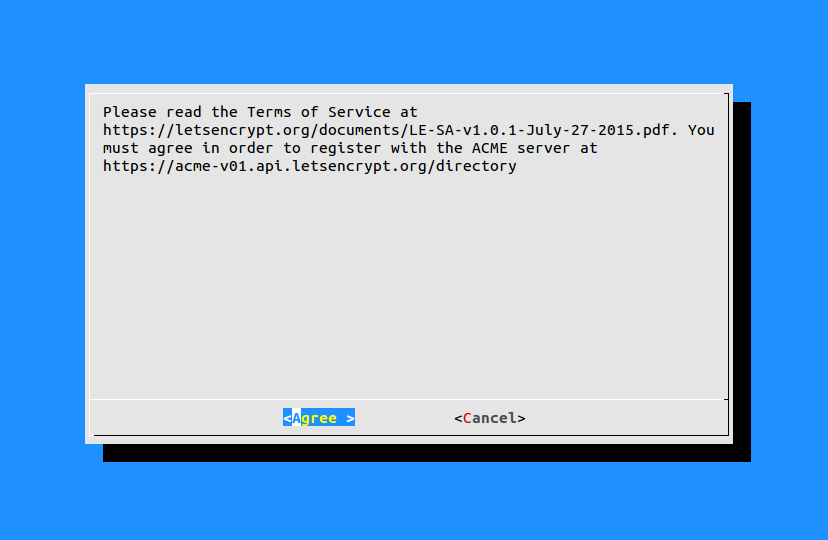 Please read the Terms of Service at
https://letsencrypt.org/documents/LE-SA-v1.0.1-July-27-2015.pdf. You
must agree in order to register with the ACME server at
https://acme-v01.api.letsencrypt.org/directory
<Agree > <Cancel>